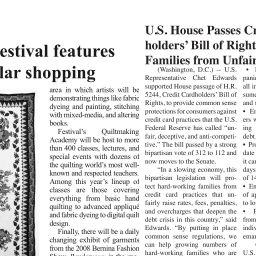 estival features
lar shopping
area in which artists will be
demonstrating things like fabric
dyeing and painting, stitching
with mixed-media, and altering
books.
Festival's Quiltmaking
Academy will be host to more
than 400 classes, lectures, and
special events with dozens of
the quilting world's most well-
known and respected teachers.
Among this year's lineup of
classes are those covering
everything from basic hand
quilting to advanced appliqué
and fabric dyeing to digital quilt
design.
Finally, there will be a daily
changing exhibit of garments
from the 2008 Bernina Fashion
U.S. House Passes Cr
holders' Bill of Right
Families from Unfair
(Washington, D.C.) -- U.S.
Representative Chet Edwards
supported House passage of H.R.
5244, Credit Cardholders' Bill of
Rights, to provide common sense
protections for consumers against
credit card practices that the U.S.
Federal Reserve has called "un-
fair, deceptive, and anti-competi-
tive." The bill passed by a strong
bipartisan vote of 312 to 112 and
now moves to the Senate.
"In a slowing economy, this
bipartisan legislation will pro-
tect hard-working families from
credit card practices that un-
fairly raise rates, fees, penalties,
and overcharges that deepen the
debt crisis in this country," said
Edwards. "By putting in place
common sense regulations, we
can help growing numbers of
hard-working families who are